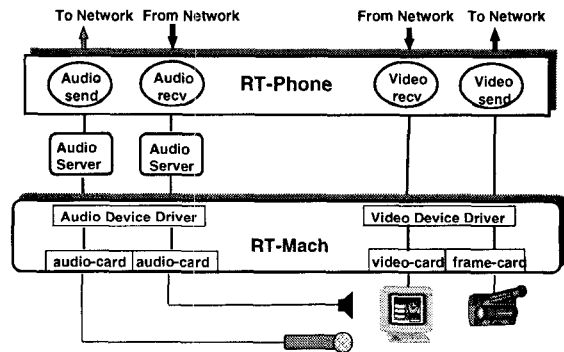 To Network From Network From Network To Network
Audio send Audio recv RT-Phone Video recv Video send
Audio Server Audio Server
Audio Device Driver Video Device Driver
RT-Mach
audio-card audio-card video-card frame-card